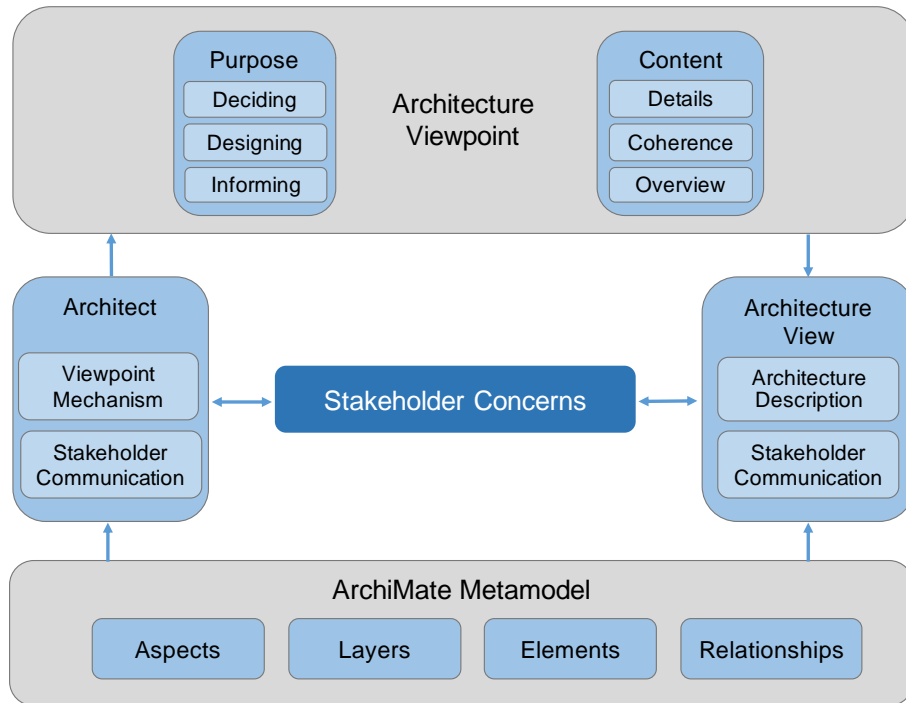 Purpose
Deciding
Designing
Informing
Architecture
Viewpoint
Content
Details
Coherence
Overview
Architect
Viewpoint
Mechanism
Stakeholder
Communication
Stakeholder Concerns
Architecture
View
Architecture
Description
Stakeholder
Communication
ArchiMate Metamodel
Aspects
Layers
Elements
Relationships